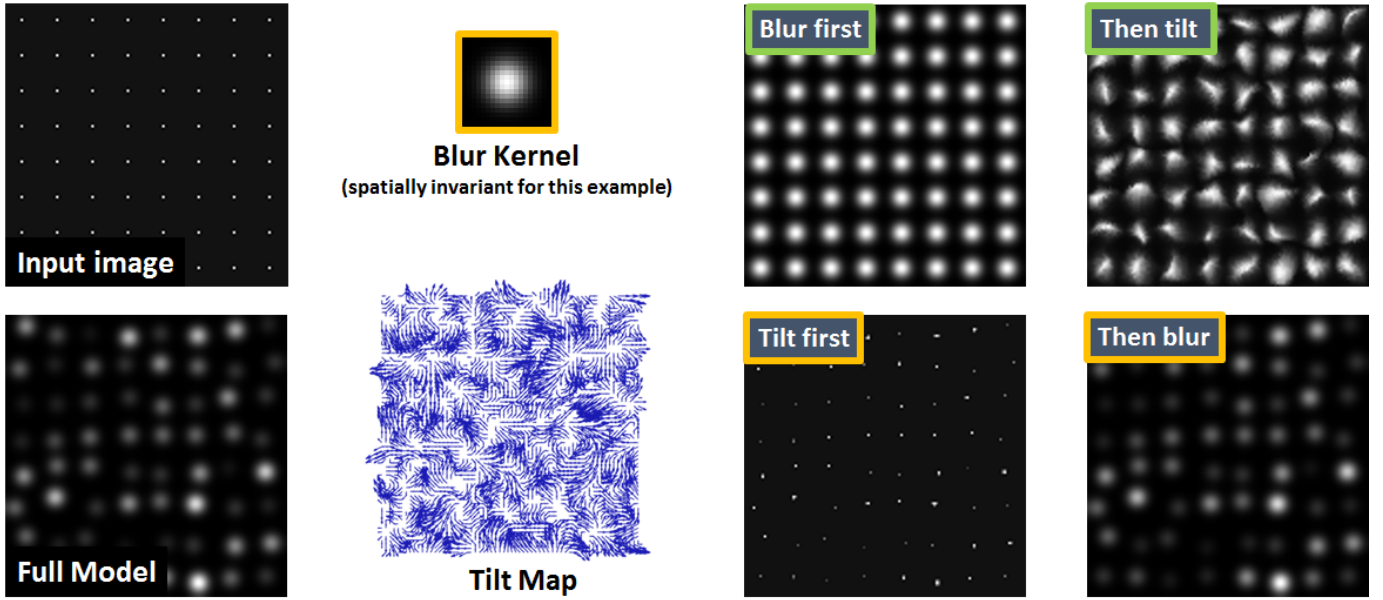 Input image
Blur Kernel
(spatially invariant for this example)
Blur first
Then tilt
Full Model
Tilt Map
Tilt first
Then blur